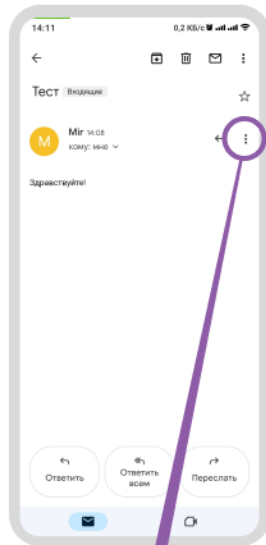 14:11 0,2 КБ/с
Тест Входящие
М Mir 14:08
кому: мне
Здравствуйте!
Ответить
Ответить
всем
Переслать